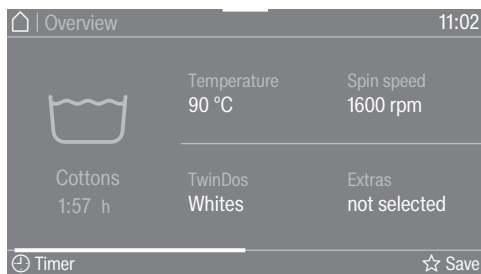 | Overview 11:02
Temperature Spin speed
90 °C 1600 rpm
Cottons TwinDos Extras
1:57 h Whites not selected
Timer Save